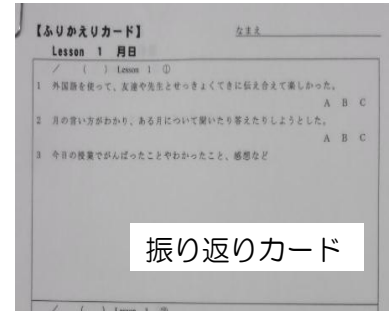 【ふりかえりカード】 なまえ
Lesson 1 月日
/ ( ) Lesson 1 ①
1 外国語を使って、友達や先生とせっきょくてきに伝え合えて楽しかった。
A B C
2 月の言い方がわかり、ある月について聞いたり答えたりしようとした。
A B C
3 今日の授業でがんばったことやわかったこと、感想など
振り返りカード
/ ( ) Lesson 1